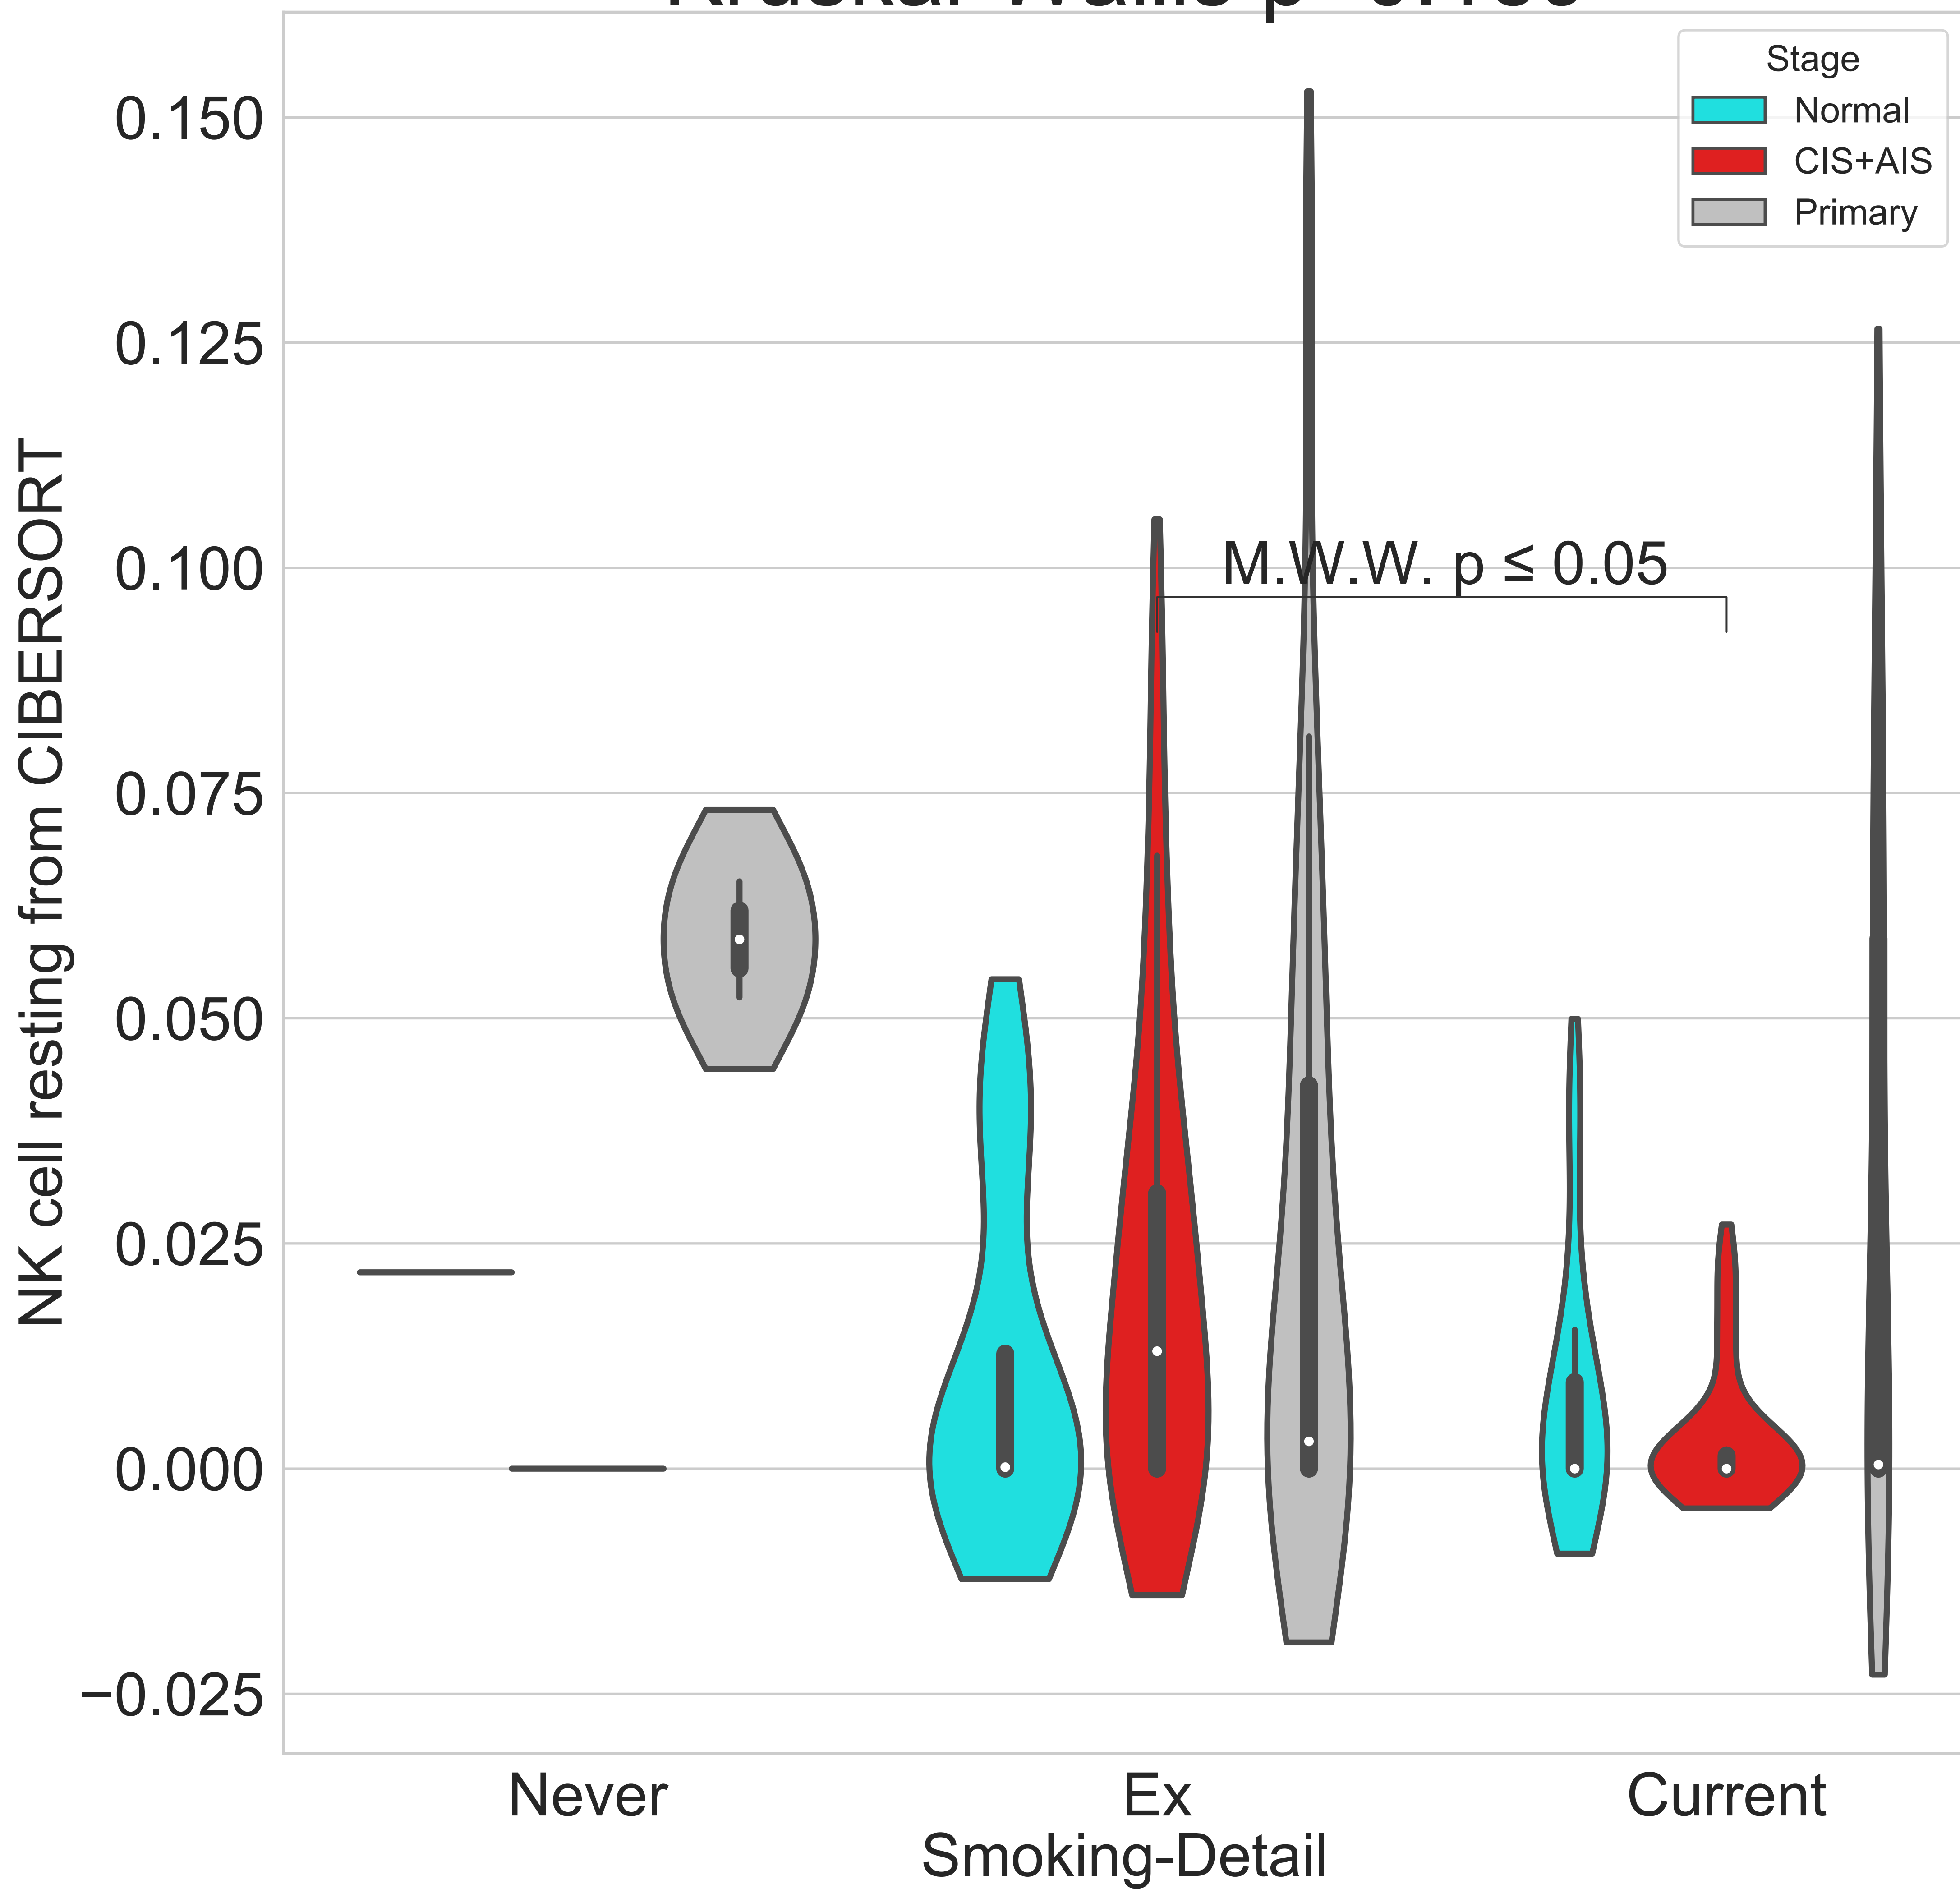 Stage
Normal
CIS+AIS
Primary
0.150
0.125
0.100
0.075
0.050
0.025
0.000
−0.025
NK cell resting from CIBERSORT
M.W.W. p ≤ 0.05
Never
Ex
Current
Smoking-Detail